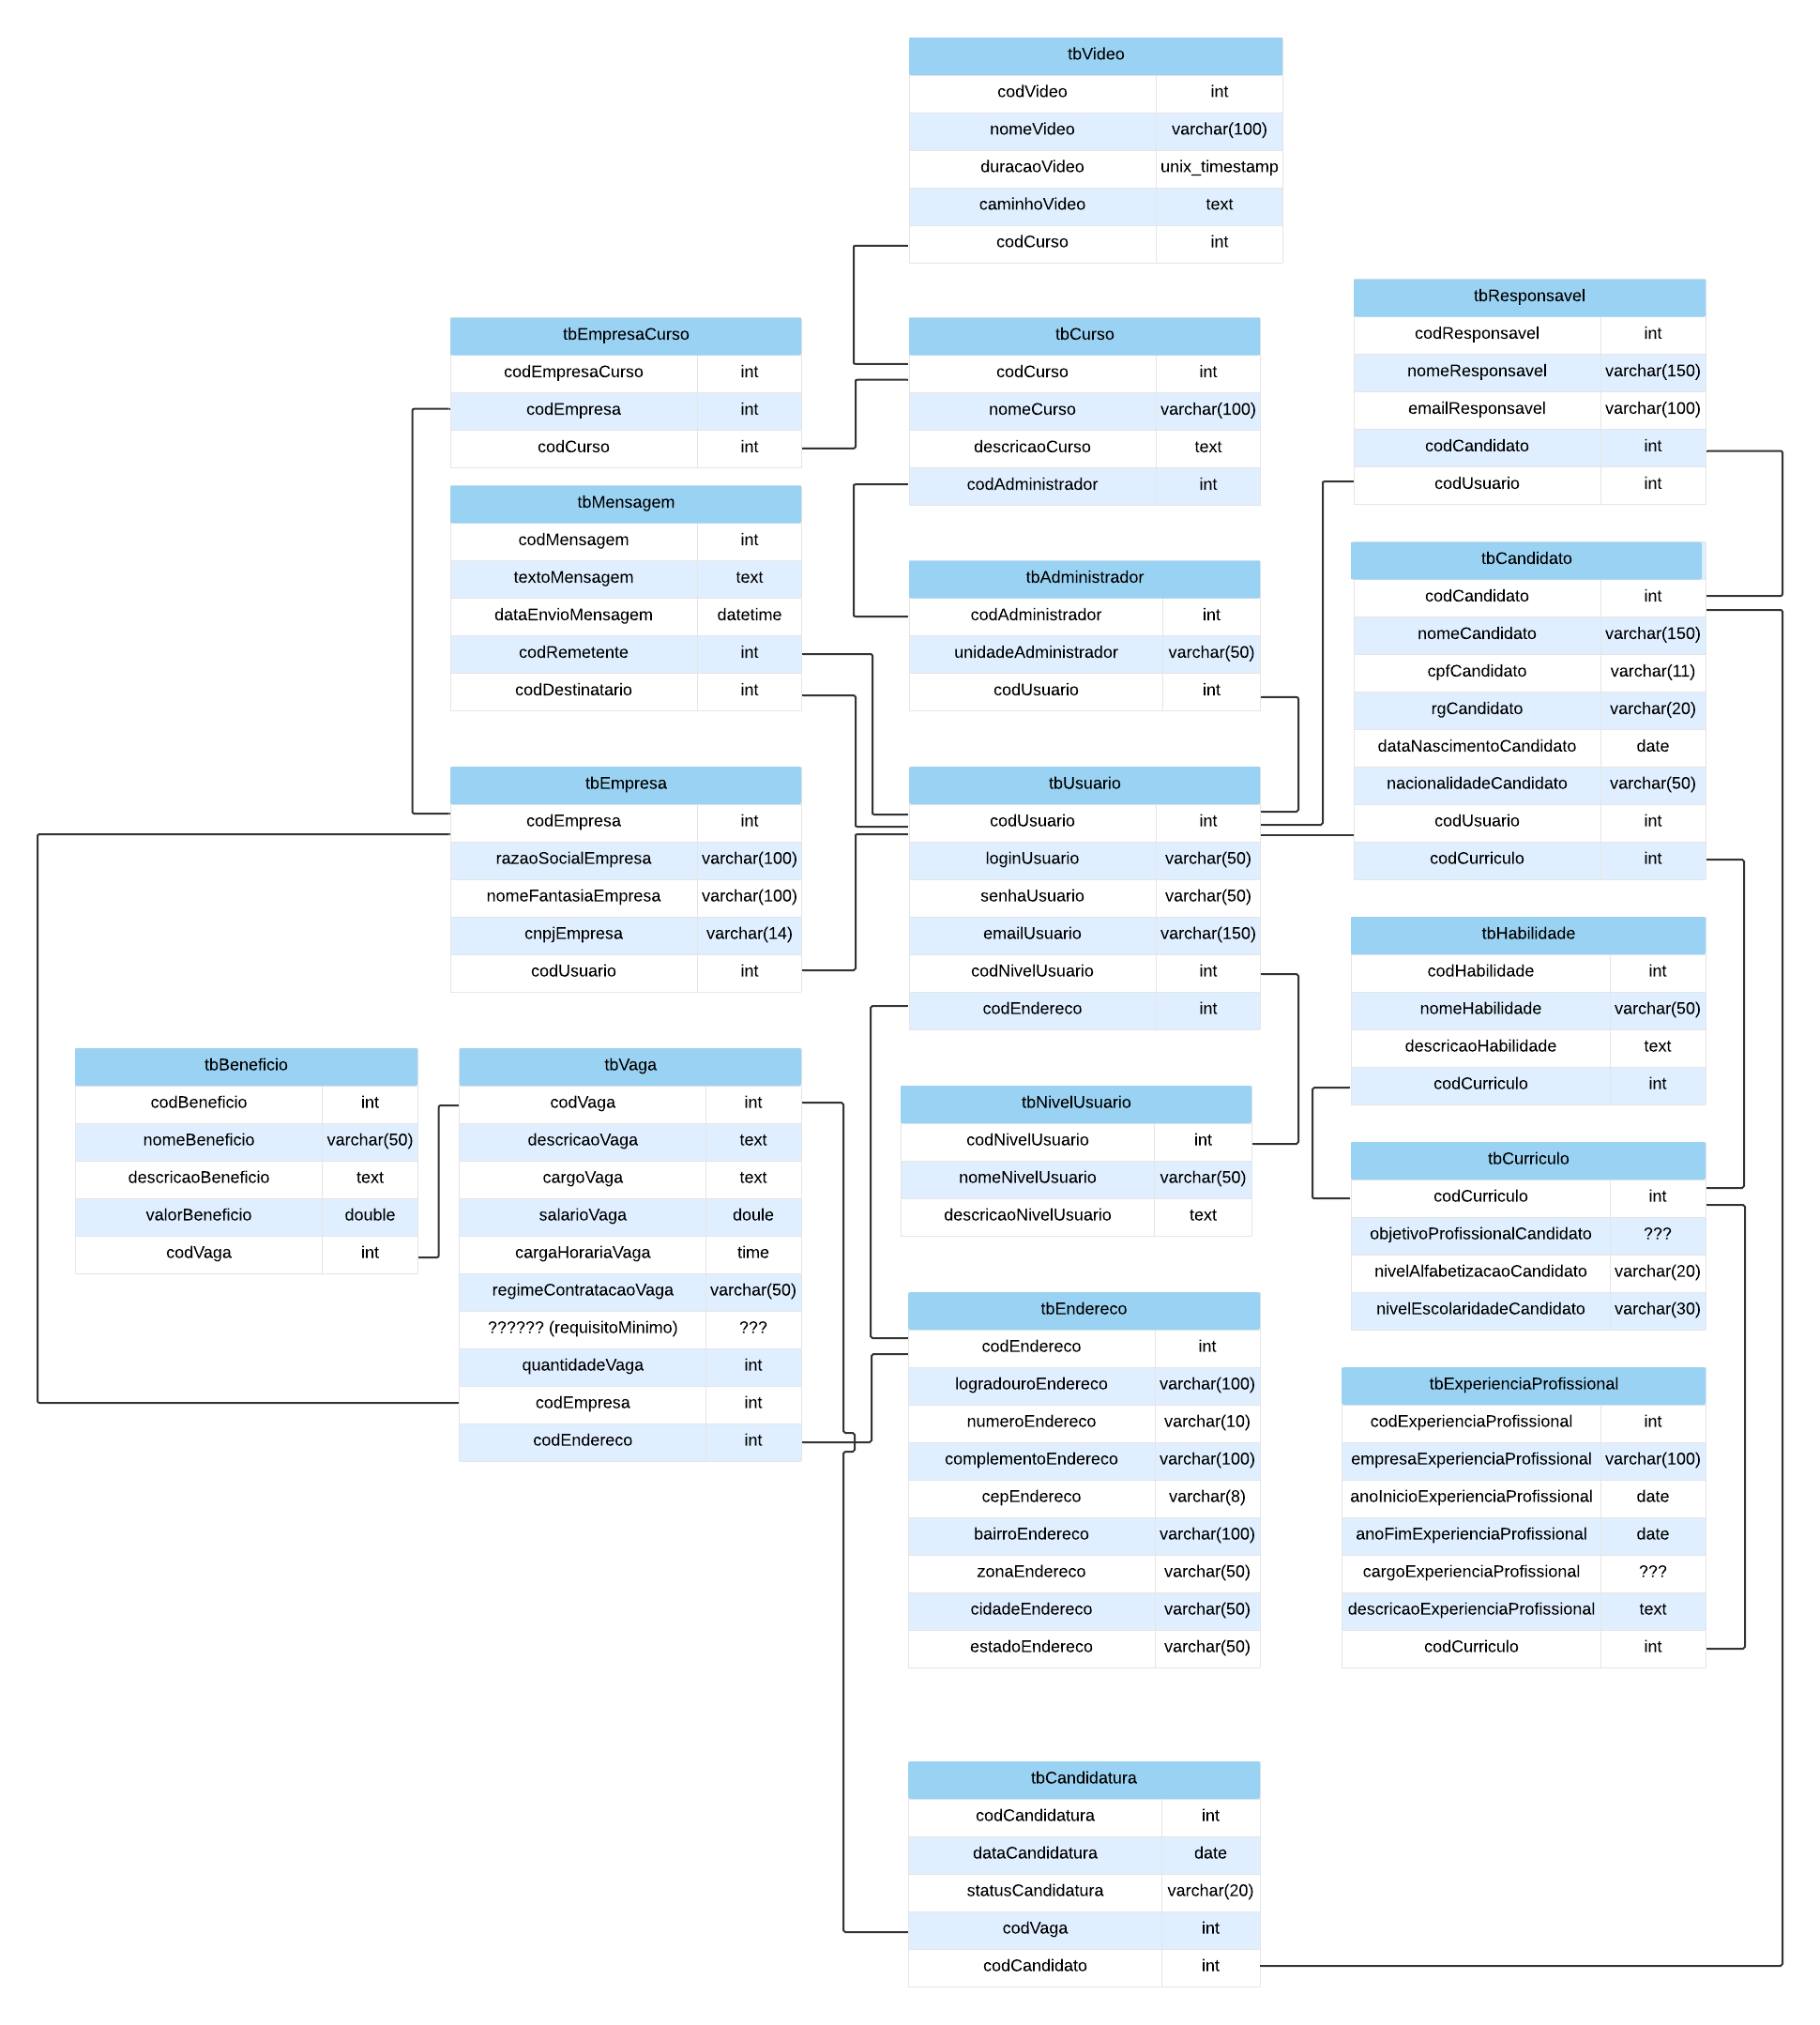 tbVideo
codVideo int
nomeVideo varchar(100)
duracaoVideo unix_timestamp
caminhoVideo text
codCurso int
tbEmpresaCurso
codEmpresaCurso int
codEmpresa int
codCurso int
tbCurso
codCurso int
nomeCurso varchar(100)
descricaoCurso text
codAdministrador int
tbResponsavel
codResponsavel int
nomeResponsavel varchar(150)
emailResponsavel varchar(100)
codCandidato int
codUsuario int
tbMensagem
codMensagem int
textoMensagem text
dataEnvioMensagem datetime
codRemetente int
codDestinatario int
tbAdministrador
codAdministrador int
unidadeAdministrador varchar(50)
codUsuario int
tbCandidato
codCandidato int
nomeCandidato varchar(150)
cpfCandidato varchar(11)
rgCandidato varchar(20)
dataNascimentoCandidato date
nacionalidadeCandidato varchar(50)
codUsuario int
codCurriculo int
tbEmpresa
codEmpresa int
razaoSocialEmpresa varchar(100)
nomeFantasiaEmpresa varchar(100)
cnpjEmpresa varchar(14)
codUsuario int
tbUsuario
codUsuario int
loginUsuario varchar(50)
senhaUsuario varchar(50)
emailUsuario varchar(150)
codNivelUsuario int
codEndereco int
tbHabilidade
codHabilidade int
nomeHabilidade varchar(50)
descricaoHabilidade text
codCurriculo int
tbBeneficio
codBeneficio int
nomeBeneficio varchar(50)
descricaoBeneficio text
valorBeneficio double
codVaga int
tbVaga
codVaga int
descricaoVaga text
cargoVaga text
salarioVaga doule
cargaHorariaVaga time
regimeContratacaoVaga varchar(50)
?????? (requisitoMinimo) ???
quantidadeVaga int
codEmpresa int
codEndereco int
tbNivelUsuario
codNivelUsuario int
nomeNivelUsuario varchar(50)
descricaoNivelUsuario text
tbCurriculo
codCurriculo int
objetivoProfissionalCandidato ???
nivelAlfabetizacaoCandidato varchar(20)
nivelEscolaridadeCandidato varchar(30)
tbEndereco
codEndereco int
logradouroEndereco varchar(100)
numeroEndereco varchar(10)
complementoEndereco varchar(100)
cepEndereco varchar(8)
bairroEndereco varchar(100)
zonaEndereco varchar(50)
cidadeEndereco varchar(50)
estadoEndereco varchar(50)
tbExperienciaProfissional
codExperienciaProfissional int
empresaExperienciaProfissional varchar(100)
anoInicioExperienciaProfissional date
anoFimExperienciaProfissional date
cargoExperienciaProfissional ???
descricaoExperienciaProfissional text
codCurriculo int
tbCandidatura
codCandidatura int
dataCandidatura date
statusCandidatura varchar(20)
codVaga int
codCandidato int